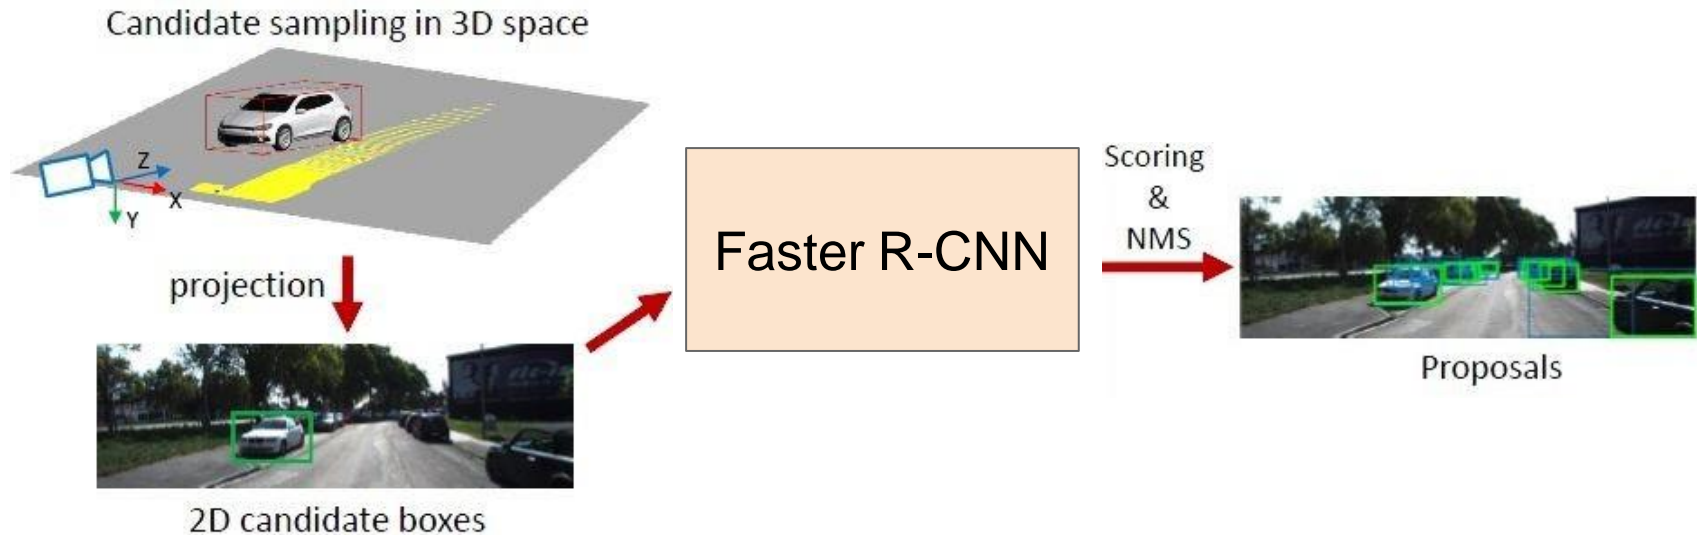 Candidate sampling in 3D space
Z
X
Y
projection
2D candidate boxes
Faster R-CNN
Scoring
&
NMS
Proposals